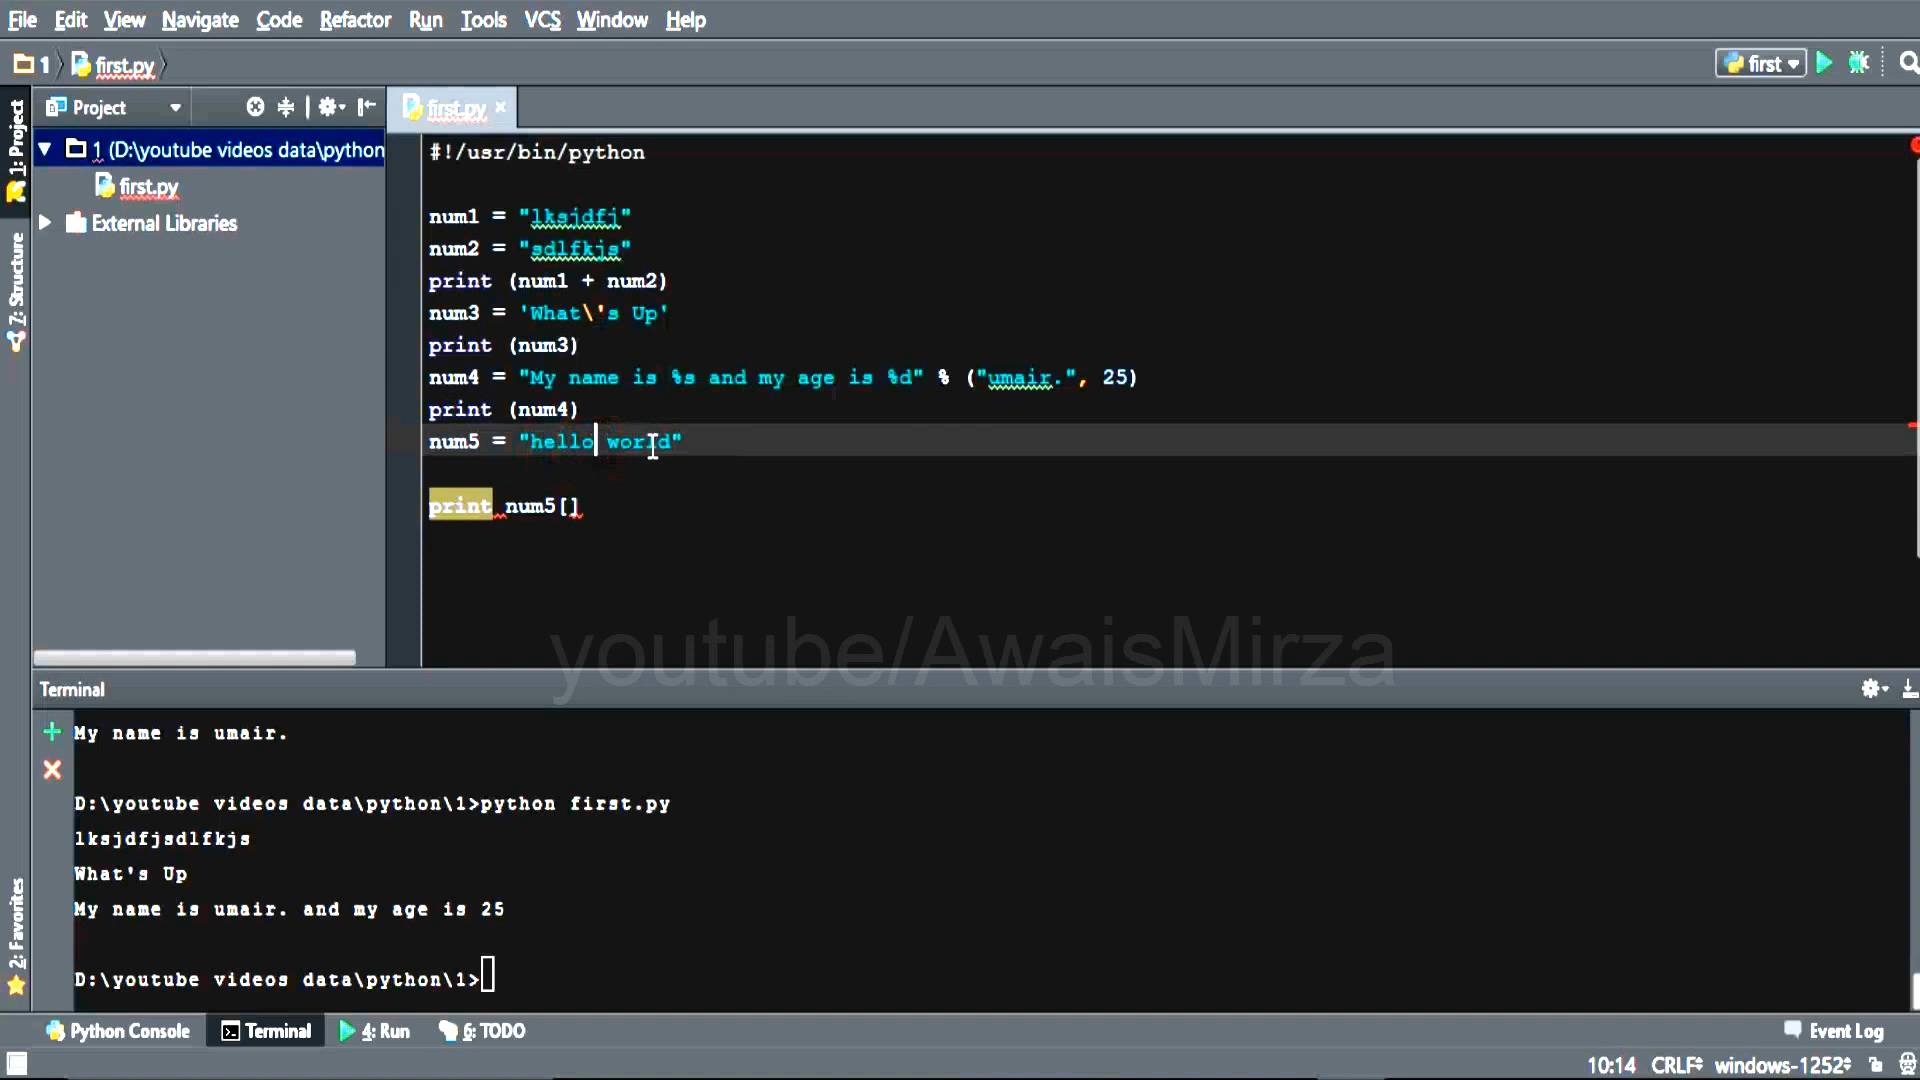 File Edit View Navigate Code Refactor Run Tools VCS Window Help
1 first.py first
1: Project
Project
first.py
1 (D:\youtube videos data\python
first.py
External Libraries
7: Structure
#!/usr/bin/python
num1 = "lksjdfj"
num2 = "sdlfkjs"
print (num1 + num2)
num3 = 'What\'s Up'
print (num3)
num4 = "My name is %s and my age is %d" % ("umair.", 25)
print (num4)
num5 = "hello world"
print num5[]
youtube/AwaisMirza
Terminal
My name is umair.
D:\youtube videos data\python\1>python first.py
lksjdfjsdlfkjs
What's Up
My name is umair. and my age is 25
D:\youtube videos data\python\1>
2: Favorites
Python Console Terminal 4: Run 6: TODO Event Log
10:14 CRLF windows-1252